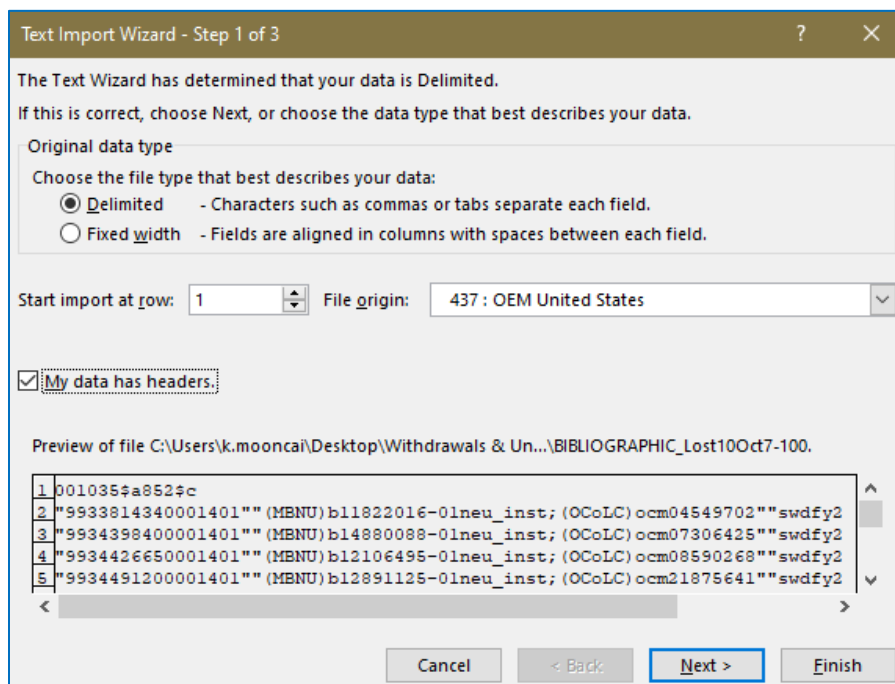 Text Import Wizard - Step 1 of 3 ?
The Text Wizard has determined that your data is Delimited.
If this is correct, choose Next, or choose the data type that best describes your data.
Original data type
Choose the file type that best describes your data:
Delimited - Characters such as commas or tabs separate each field.
Fixed width - Fields are aligned in columns with spaces between each field.
Start import at row: 1 File origin: 437 : OEM United States
My data has headers.
Preview of file C:\Users\k.mooncai\Desktop\Withdrawals & Un...\BIBLIOGRAPHIC_Lost10Oct7-100.
1 001035$a852$c
2 "9933814340001401""(MBNU)b11822016-01neu_inst;(OCoLC)ocm04549702""swdfy2
3 "9934398400001401""(MBNU)b14880088-01neu_inst;(OCoLC)ocm07306425""swdfy2
4 "9934426650001401""(MBNU)b12106495-01neu_inst;(OCoLC)ocm08590268""swdfy2
5 "9934491200001401""(MBNU)b12891125-01neu_inst;(OCoLC)ocm21875641""swdfy2
Cancel < Back Next > Finish